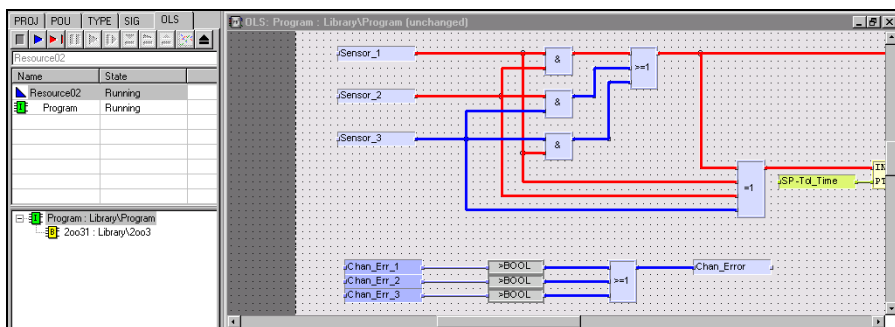 PROJ POU TYPE SIG OLS
Resource02
Name State
Resource02 Running
Program Running
Program : Library\Program
2oo31 : Library\2oo3
OLS: Program : Library\Program (unchanged)
Sensor_1
&
>=1
Sensor_2
&
Sensor_3
&
=1
SP-Tol_Time
IN
PT
Chan_Err_1 >BOOL
Chan_Error
Chan_Err_2 >BOOL >=1
Chan_Err_3 >BOOL